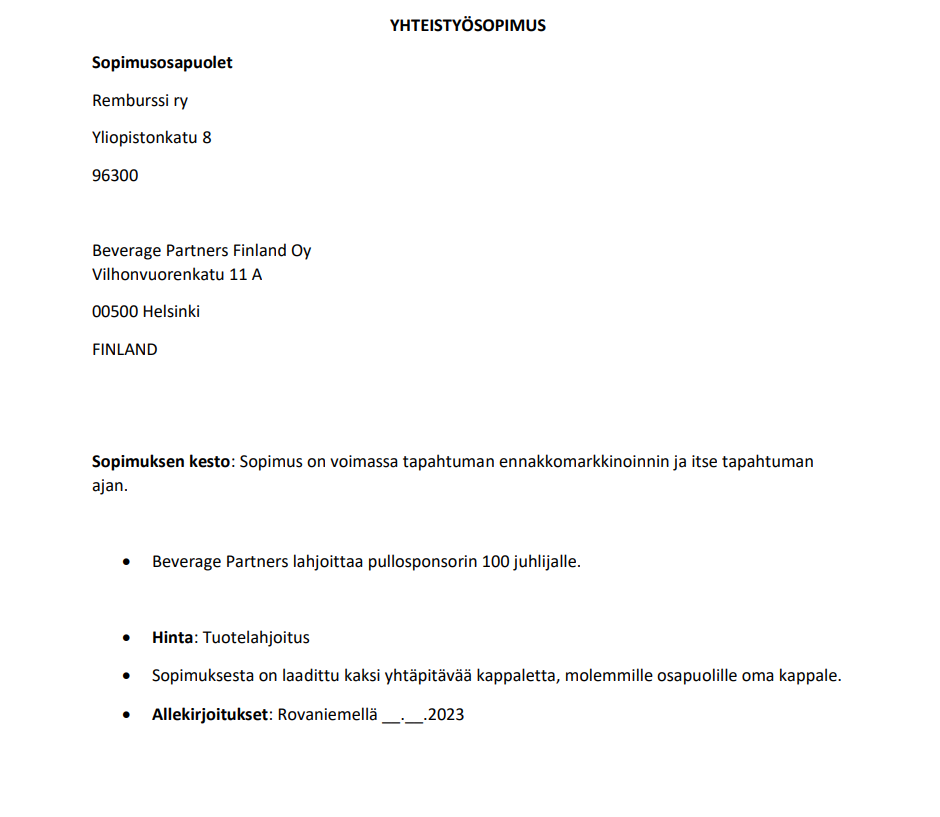 YHTEISTYÖSOPIMUS
Sopimusosapuolet
Remburssi ry
Yliopistonkatu 8
96300
Beverage Partners Finland Oy
Vilhonvuorenkatu 11 A
00500 Helsinki
FINLAND
Sopimuksen kesto: Sopimus on voimassa tapahtuman ennakkomarkkinoinnin ja itse tapahtuman
ajan.
• Beverage Partners lahjoittaa pullosponsorin 100 juhlijalle.
• Hinta: Tuotelahjoitus
• Sopimuksesta on laadittu kaksi yhtäpitävää kappaletta, molemmille osapuolille oma kappale.
• Allekirjoitukset: Rovaniemellä __.__.2023